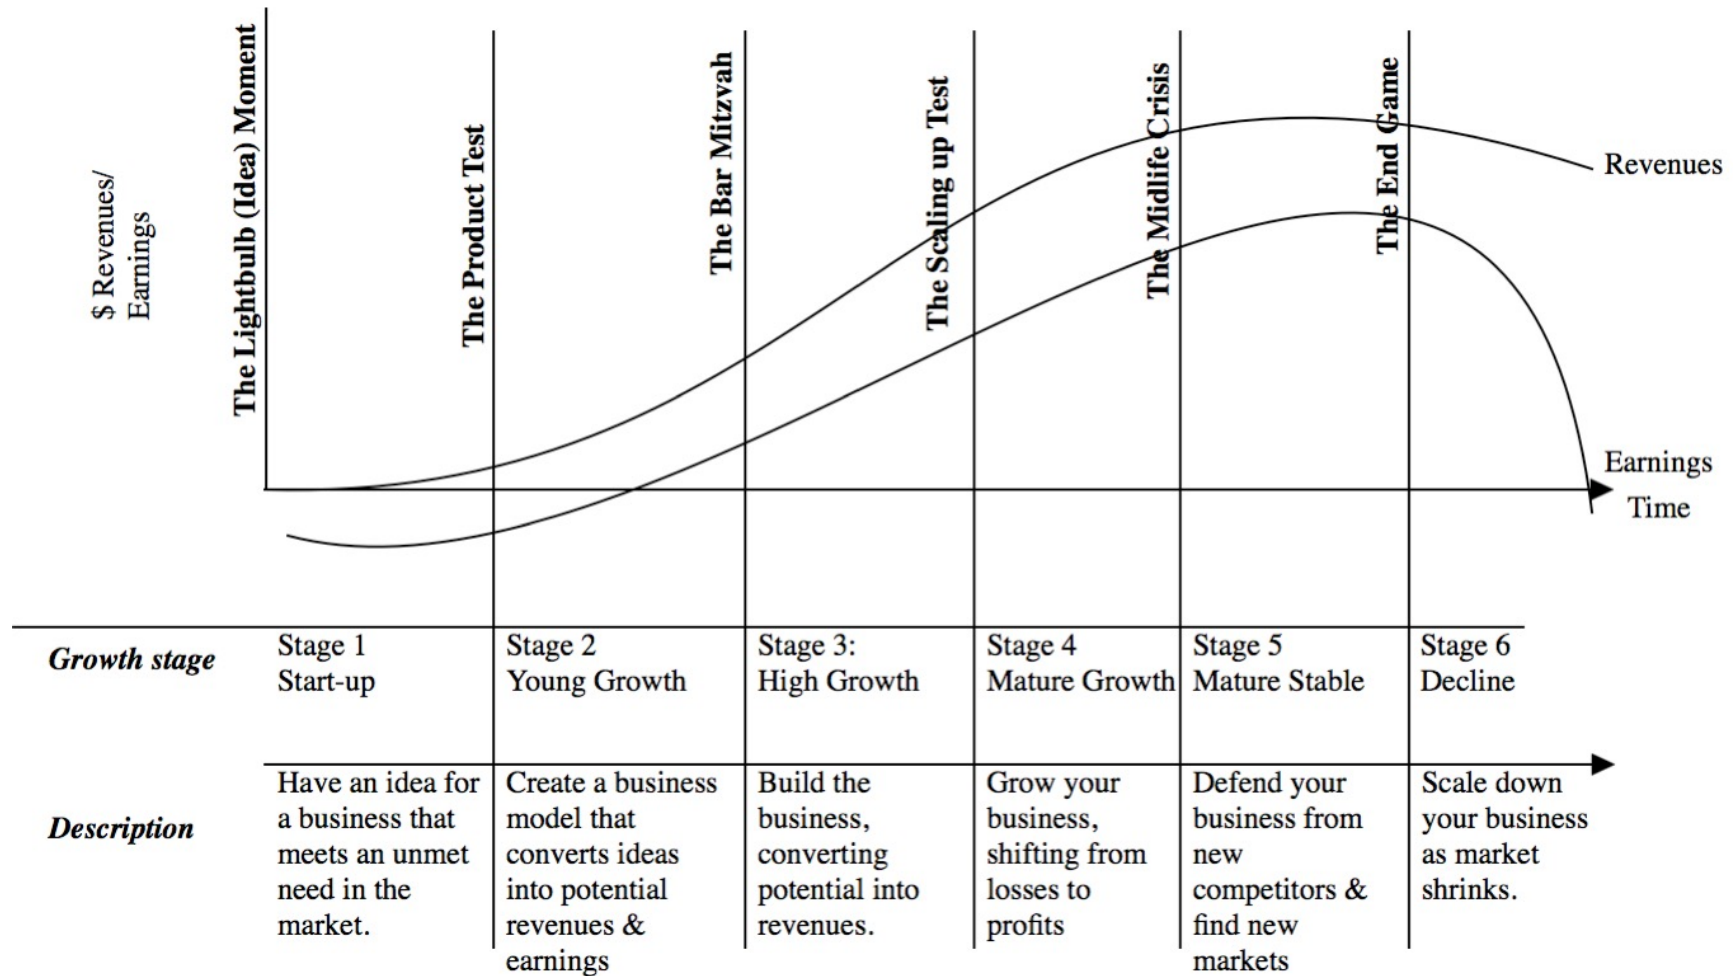 $ Revenues/
Earnings
The Lightbulb (Idea) Moment
The Product Test
The Bar Mitzvah
The Scaling up Test
The Midlife Crisis
The End Game
Revenues
Earnings
Time
Growth stage
Stage 1
Start-up
Stage 2
Young Growth
Stage 3:
High Growth
Stage 4
Mature Growth
Stage 5
Mature Stable
Stage 6
Decline
Description
Have an idea for
a business that
meets an unmet
need in the
market.
Create a business
model that
converts ideas
into potential
revenues &
earnings
Build the
business,
converting
potential into
revenues.
Grow your
business,
shifting from
losses to
profits
Defend your
business from
new
competitors &
find new
markets
Scale down
your business
as market
shrinks.